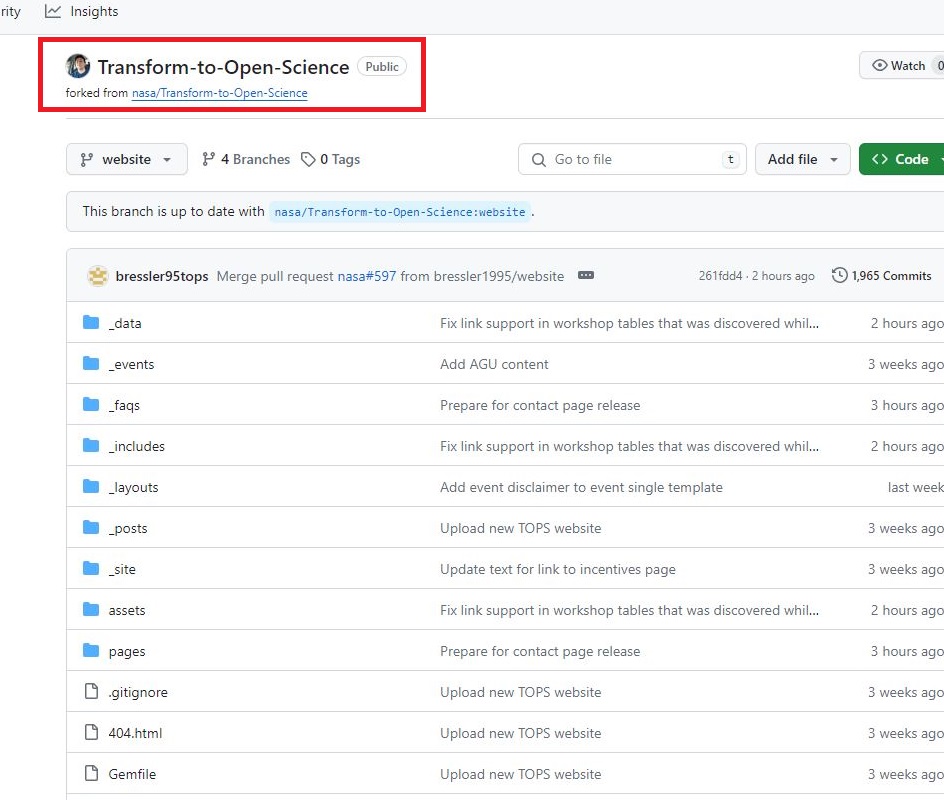 rity Insights
Transform-to-Open-Science Public
forked from nasa/Transform-to-Open-Science
Watch 0
website 4 Branches 0 Tags Go to file t Add file Code
This branch is up to date with nasa/Transform-to-Open-Science:website .
bressler95tops Merge pull request nasa#597 from bressler1995/website 261fdd4 · 2 hours ago 1,965 Commits
_data Fix link support in workshop tables that was discovered whil... 2 hours ago
_events Add AGU content 3 weeks ago
_faqs Prepare for contact page release 3 hours ago
_includes Fix link support in workshop tables that was discovered whil... 2 hours ago
_layouts Add event disclaimer to event single template last week
_posts Upload new TOPS website 3 weeks ago
_site Update text for link to incentives page 3 weeks ago
assets Fix link support in workshop tables that was discovered whil... 2 hours ago
pages Prepare for contact page release 3 hours ago
.gitignore Upload new TOPS website 3 weeks ago
404.html Upload new TOPS website 3 weeks ago
Gemfile Upload new TOPS website 3 weeks ago